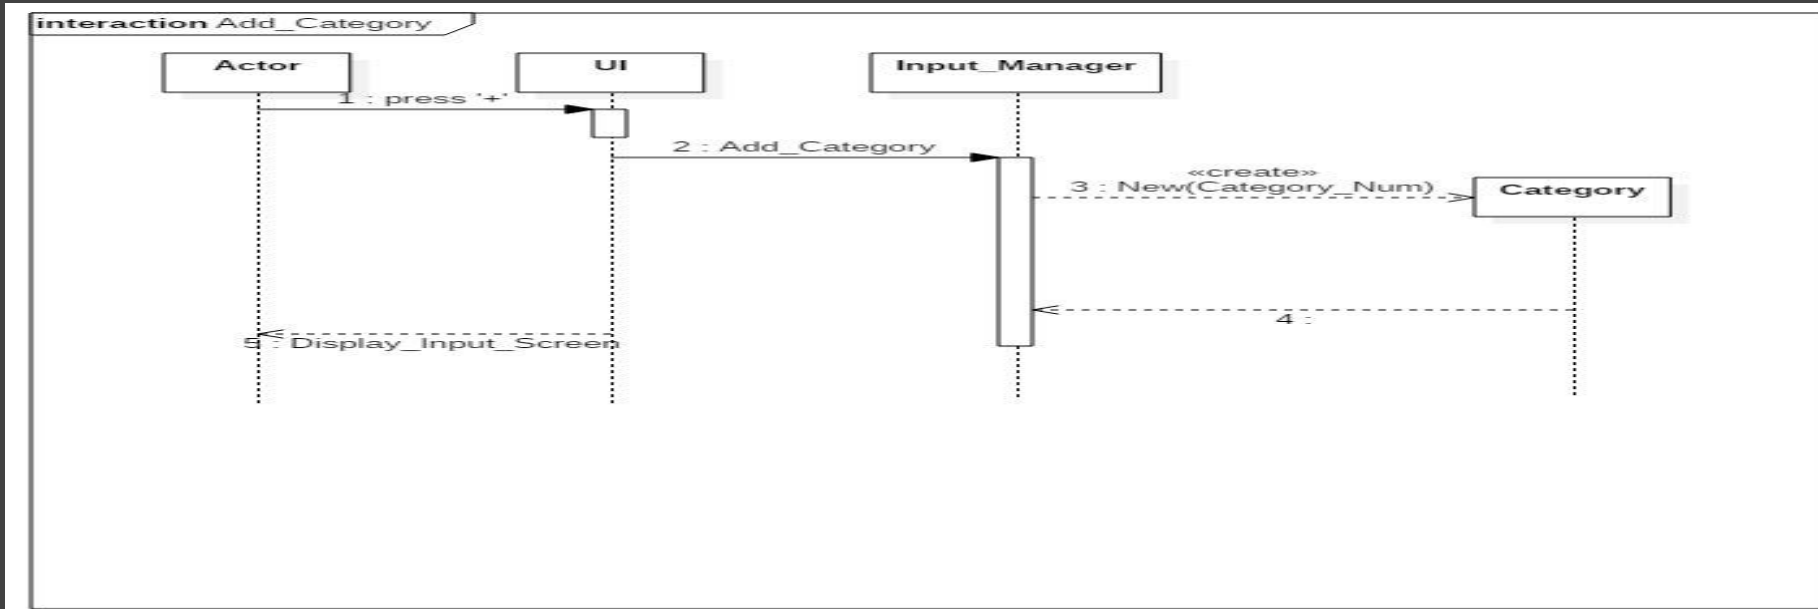 interaction Add_Category
Actor
UI
Input_Manager
1 : press '+'
2 : Add_Category
«create»
3 : New(Category_Num)
Category
4 :
5 : Display_Input_Screen